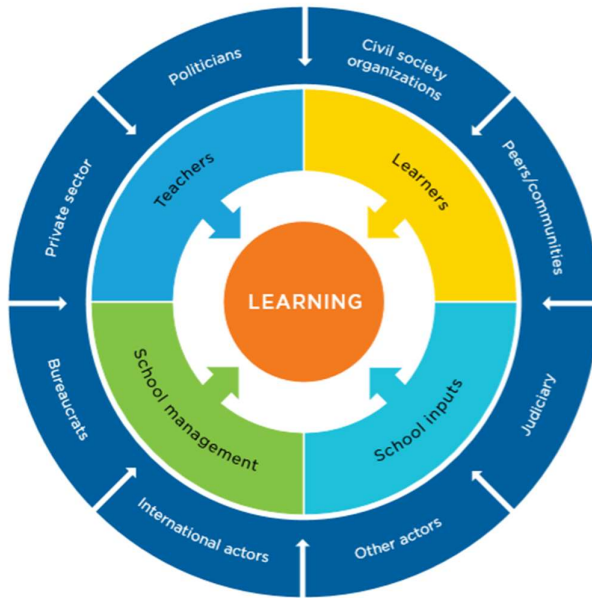 Politicians
Civil society
organizations
Private sector
Teachers
Learners
Peers/communities
LEARNING
Bureaucrats
School management
School inputs
Judiciary
International actors
Other actors